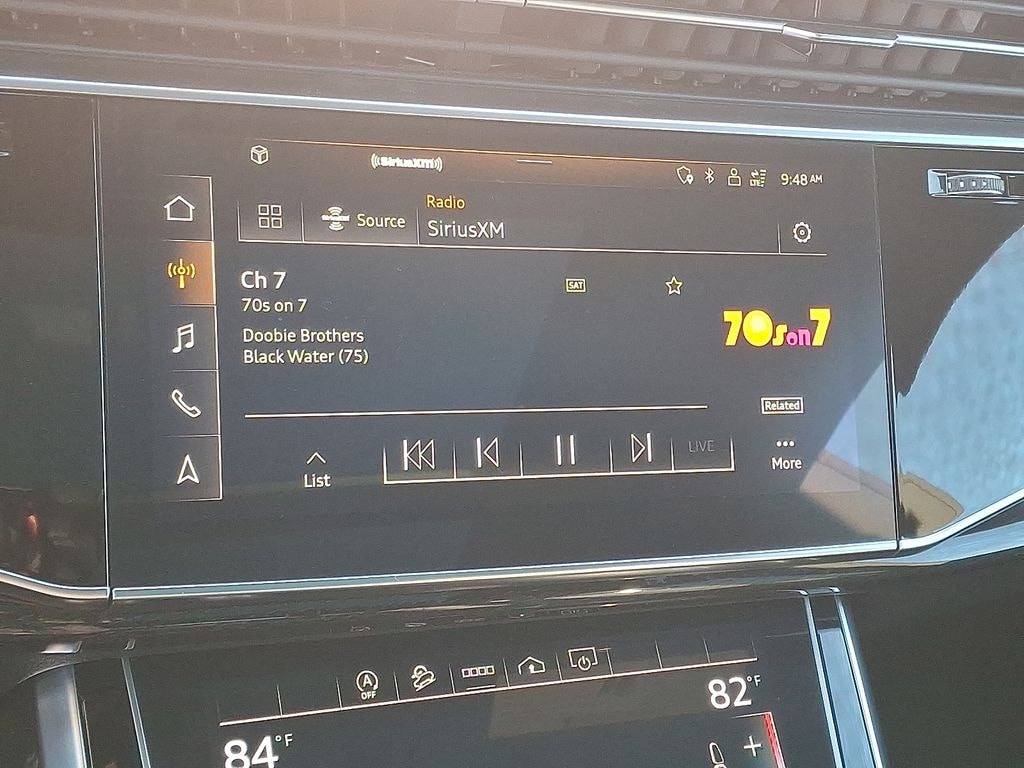 ((SiriusXM))
LTE
9:48 AM
Radio
Source
SiriusXM
Ch 7
SAT
70s on 7
Doobie Brothers
Black Water (75)
70s on 7
Related
LIVE
List
More
A
OFF
82°F
84°F